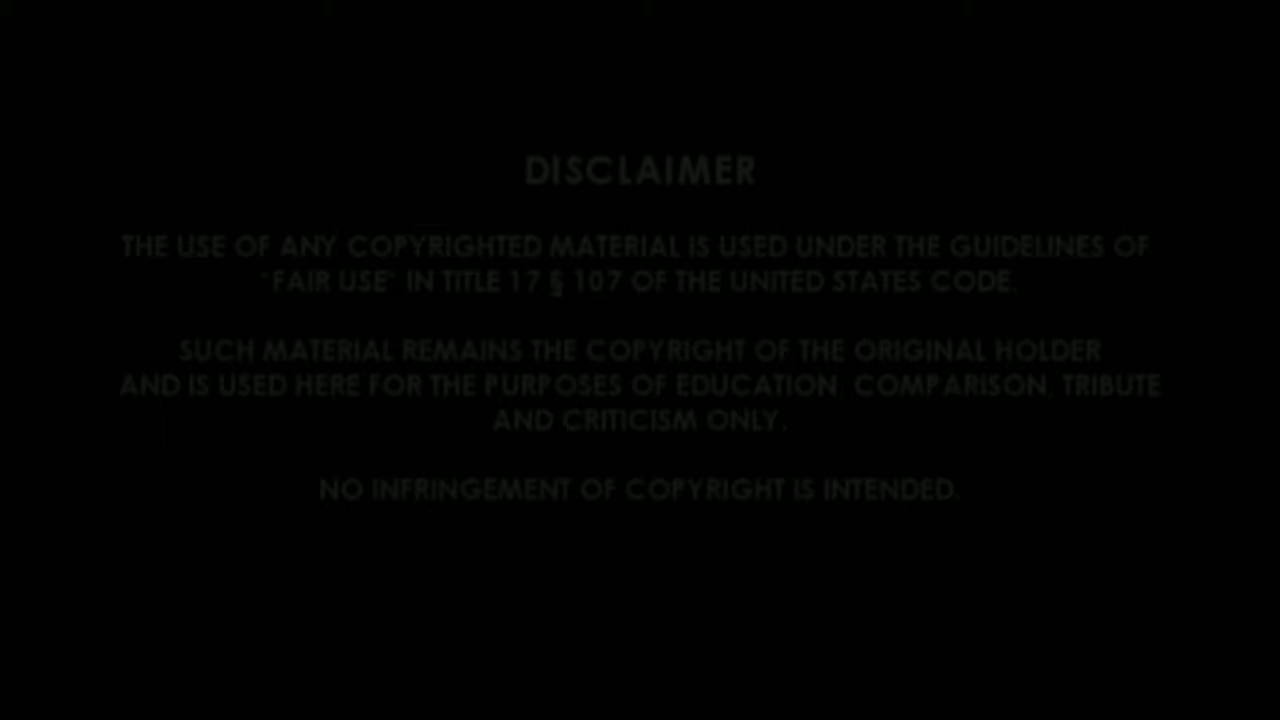 DISCLAIMER
THE USE OF ANY COPYRIGHTED MATERIAL IS USED UNDER THE GUIDELINES OF
"FAIR USE" IN TITLE 17 § 107 OF THE UNITED STATES CODE.
SUCH MATERIAL REMAINS THE COPYRIGHT OF THE ORIGINAL HOLDER
AND IS USED HERE FOR THE PURPOSES OF EDUCATION, COMPARISON, TRIBUTE
AND CRITICISM ONLY.
NO INFRINGEMENT OF COPYRIGHT IS INTENDED.